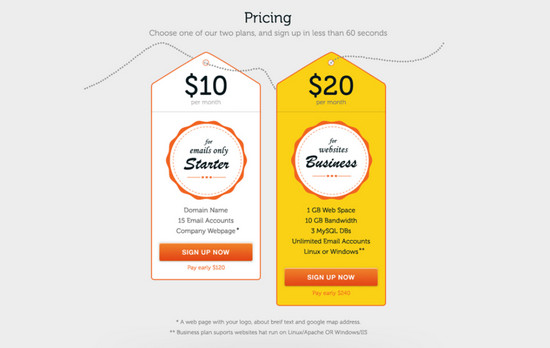 Pricing
Choose one of our two plans, and sign up in less than 60 seconds
$10
per month
for
emails only
Starter
Domain Name
15 Email Accounts
Company Webpage*
SIGN UP NOW
Pay early $120
$20
per month
for
websites
Business
1 GB Web Space
10 GB Bandwidth
3 MySQL DBs
Unlimited Email Accounts
Linux or Windows**
SIGN UP NOW
Pay early $240
* A web page with your logo, about breif text and google map address
** Business plan suports websites hat run on Linux/Apache OR Windows/IIS